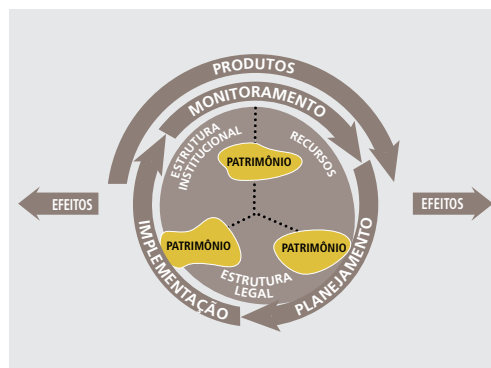 PRODUTOS
MONITORAMENTO
ESTRUTURA
INSTITUCIONAL
RECURSOS
PATRIMÔNIO
EFEITOS
EFEITOS
PATRIMÔNIO
PATRIMÔNIO
ESTRUTURA
LEGAL
IMPLEMENTAÇÃO
PLANEJAMENTO